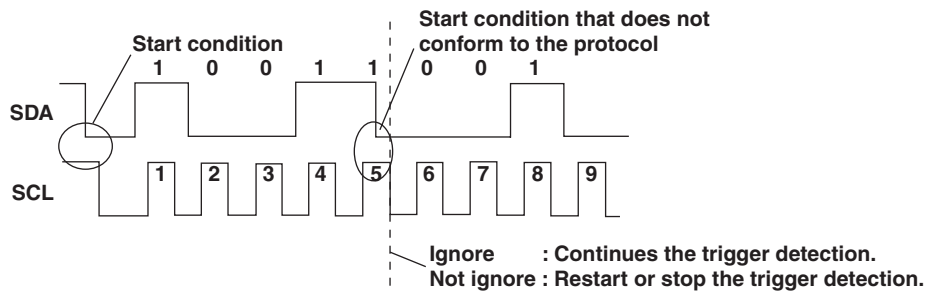 Start condition that does not
conform to the protocol
Start condition
1 0 0 1 1 0 0 1
SDA
SCL
1 2 3 4 5 6 7 8 9
Ignore : Continues the trigger detection.
Not ignore : Restart or stop the trigger detection.